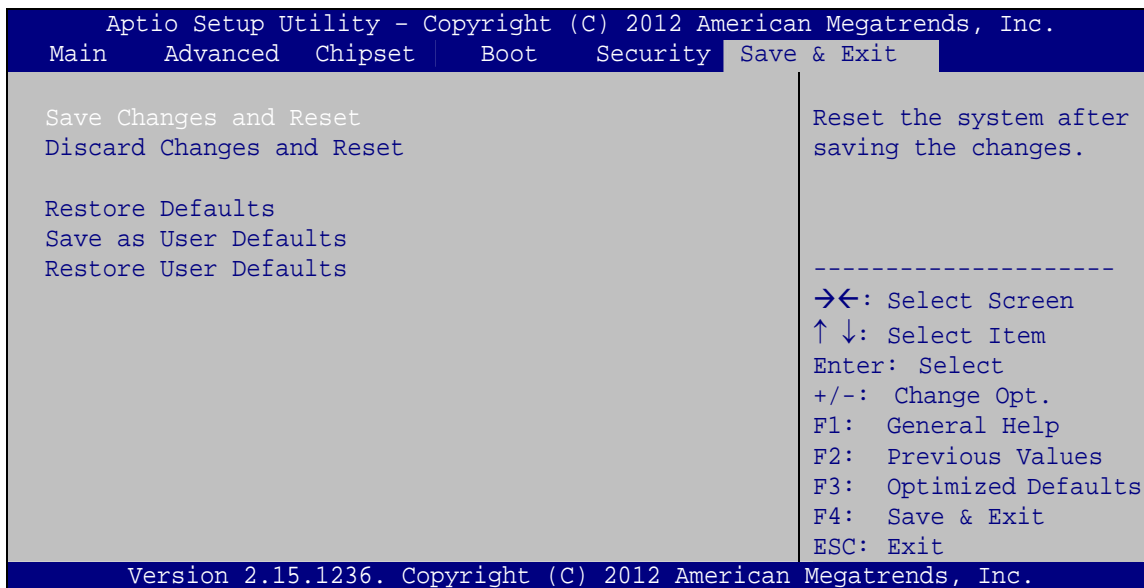 Aptio Setup Utility – Copyright (C) 2012 American Megatrends, Inc.
Main Advanced Chipset Boot Security Save & Exit
Save Changes and Reset
Discard Changes and Reset
Restore Defaults
Save as User Defaults
Restore User Defaults
Reset the system after
saving the changes.
---------------------
→←: Select Screen
↑ ↓: Select Item
Enter: Select
+/-: Change Opt.
F1: General Help
F2: Previous Values
F3: Optimized Defaults
F4: Save & Exit
ESC: Exit
Version 2.15.1236. Copyright (C) 2012 American Megatrends, Inc.